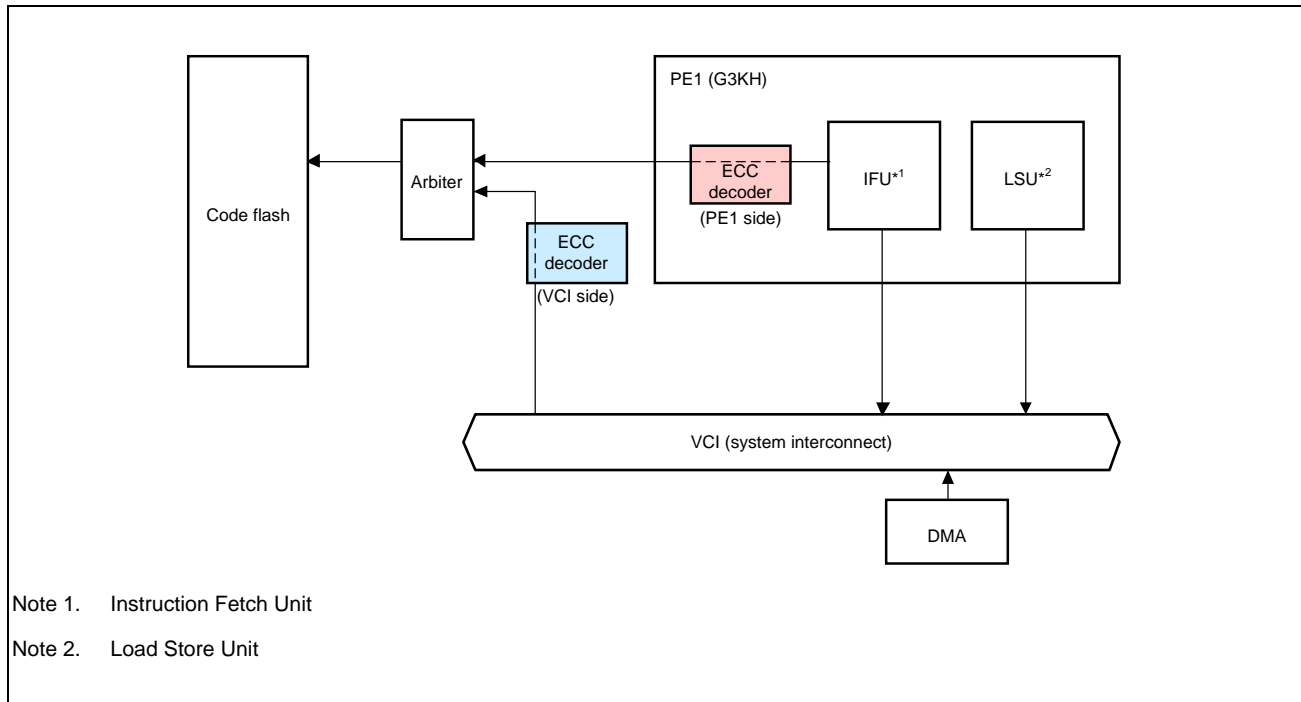 PE1 (G3KH)
Code flash
Arbiter
ECC
decoder
(PE1 side)
IFU*1
LSU*2
ECC
decoder
(VCI side)
VCI (system interconnect)
DMA
Note 1. Instruction Fetch Unit
Note 2. Load Store Unit